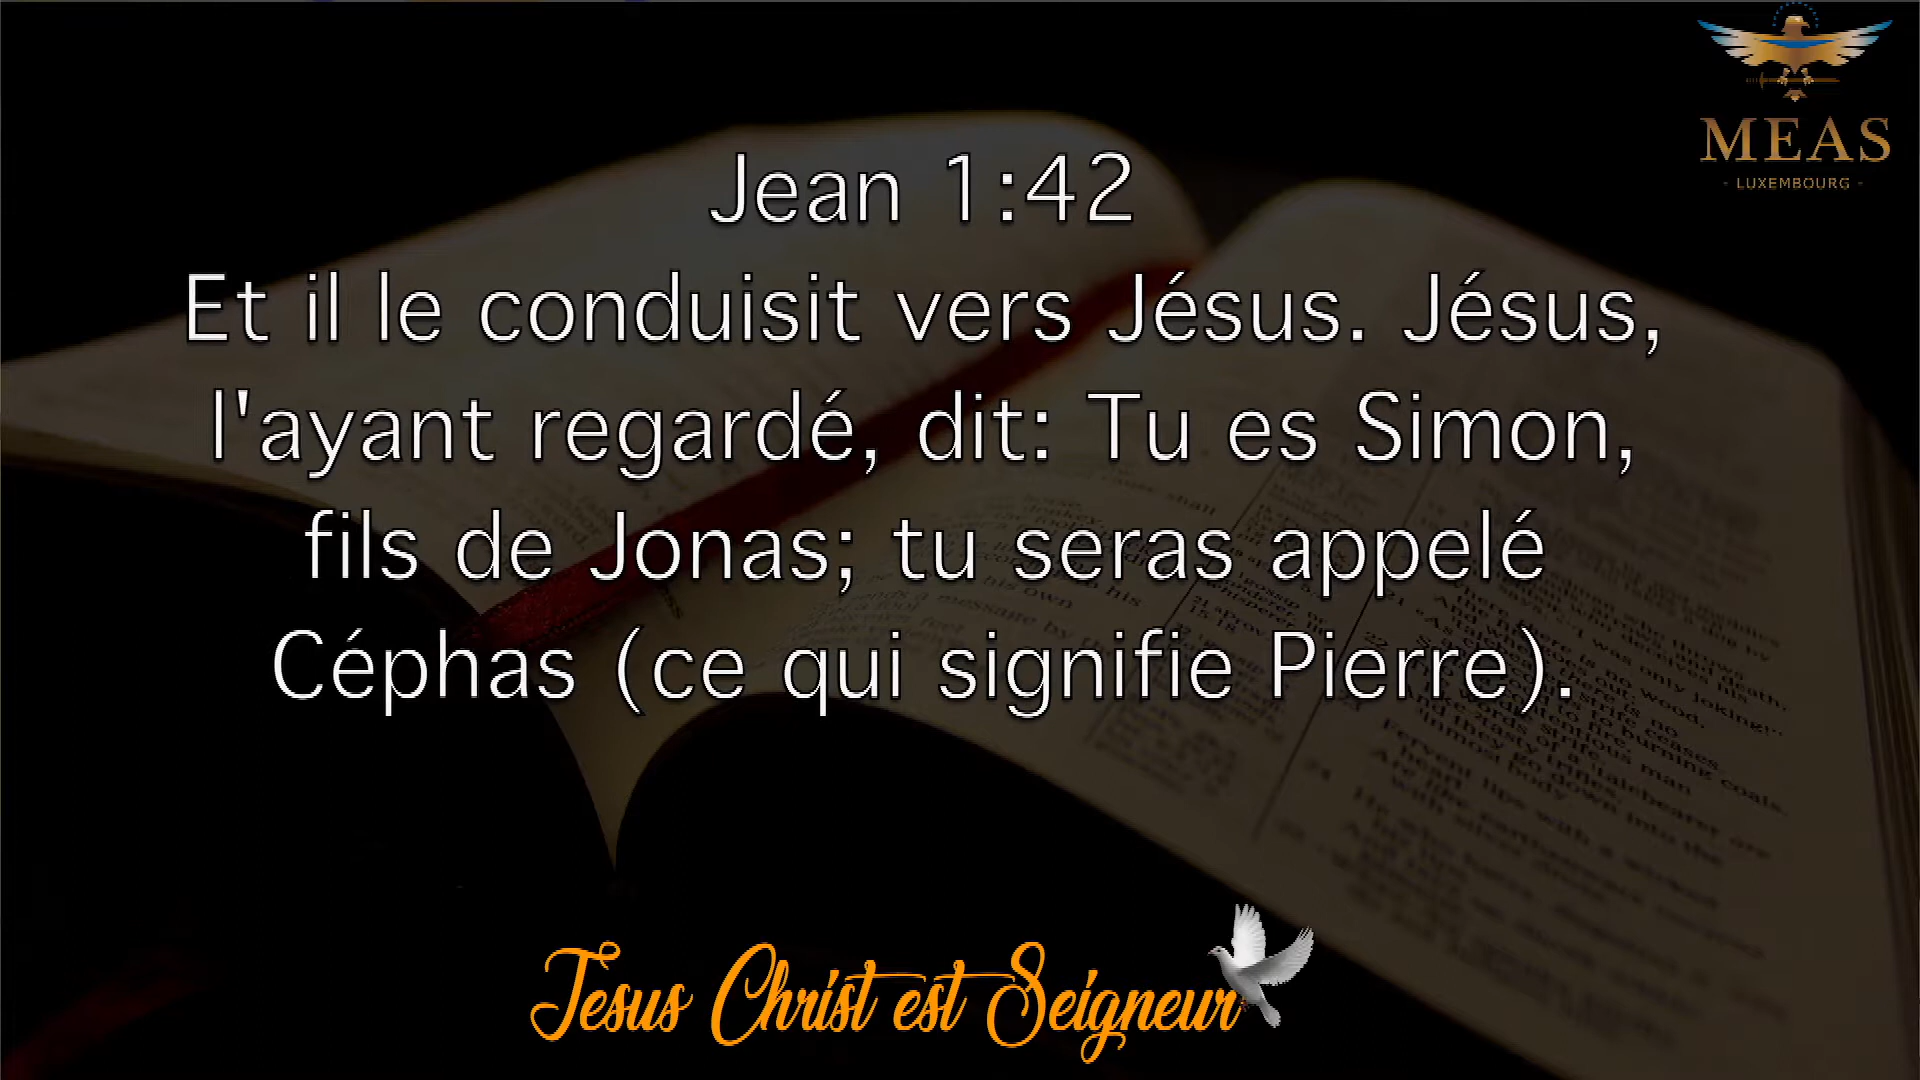 MEAS
- LUXEMBOURG -
Jean 1:42
Et il le conduisit vers Jésus. Jésus,
l'ayant regardé, dit: Tu es Simon,
fils de Jonas; tu seras appelé
Céphas (ce qui signifie Pierre).
Jesus Christ est Seigneur